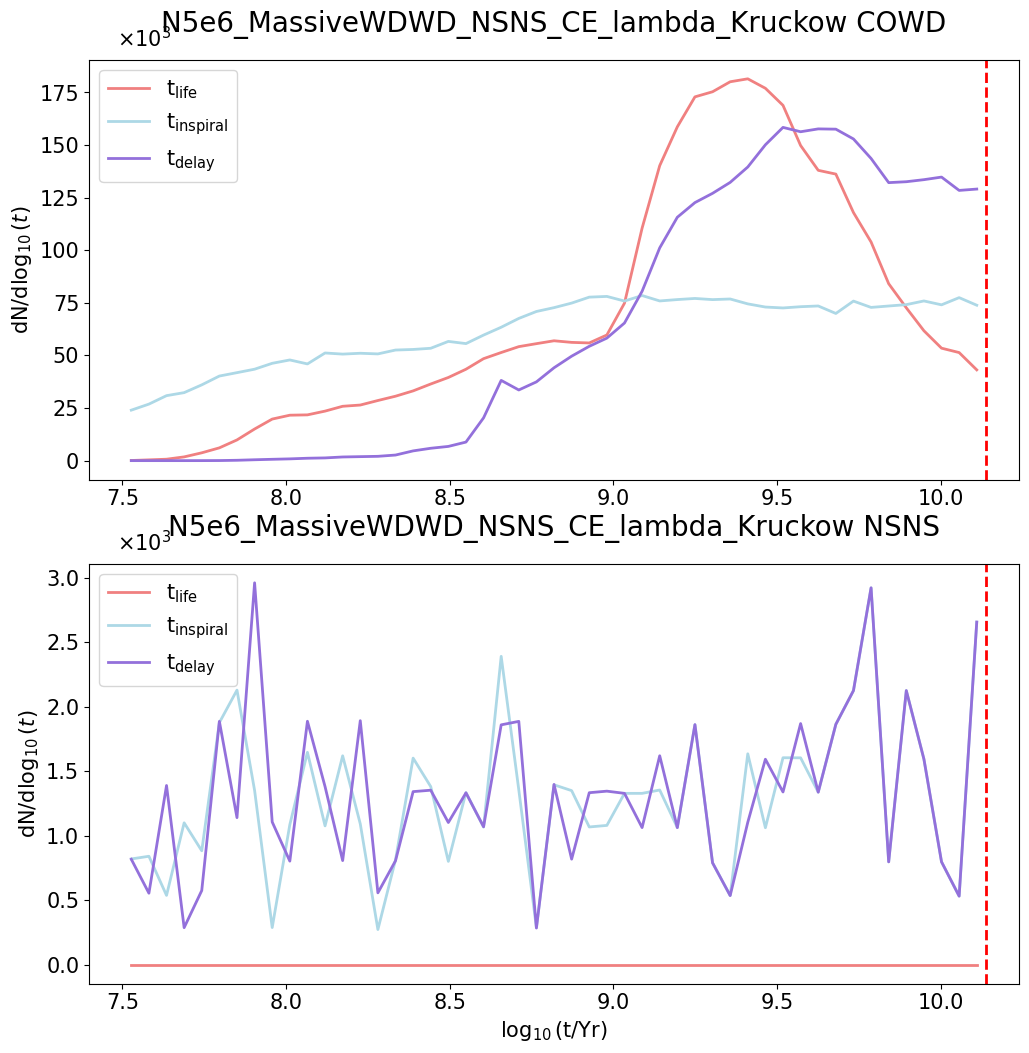 N5e6_MassiveWDWD_NSNS_CE_lambda_Kruckow COWD
×10³
t_life
t_inspiral
t_delay
dN/dlog₁₀(t)
175
150
125
100
75
50
25
0
7.5 8.0 8.5 9.0 9.5 10.0
N5e6_MassiveWDWD_NSNS_CE_lambda_Kruckow NSNS
×10³
t_life
t_inspiral
t_delay
dN/dlog₁₀(t)
3.0
2.5
2.0
1.5
1.0
0.5
0.0
7.5 8.0 8.5 9.0 9.5 10.0
log₁₀(t/Yr)